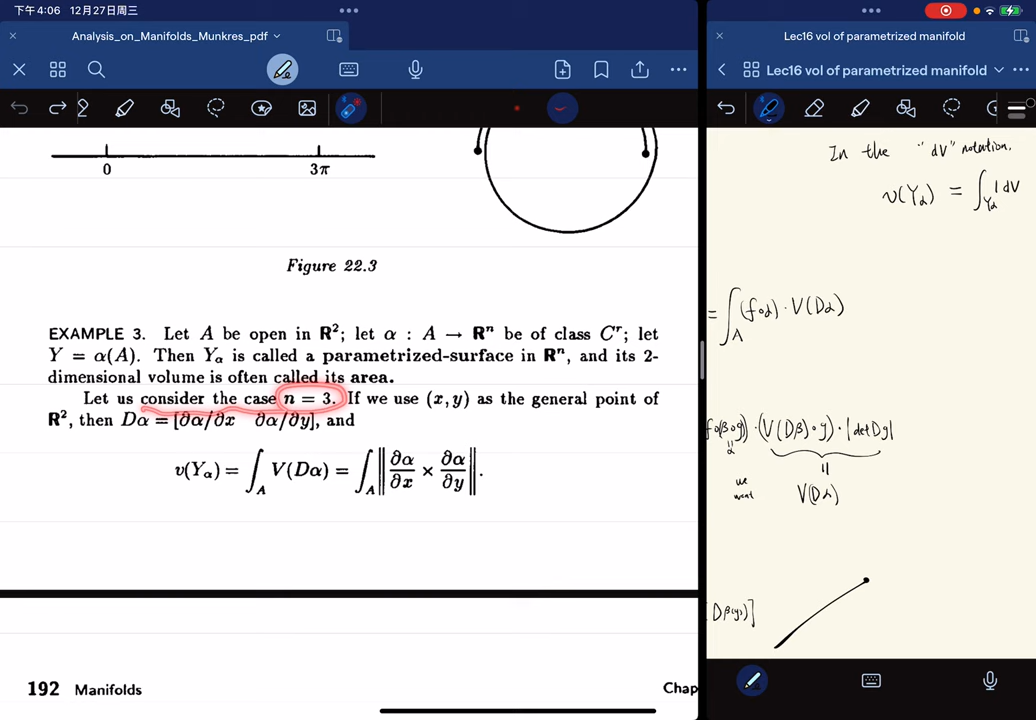 下午4:06 12月27日周三
Analysis_on_Manifolds_Munkres_pdf
Lec16 vol of parametrized manifold
Lec16 vol of parametrized manifold
0
3π
Figure 22.3
EXAMPLE 3. Let A be open in R²; let α : A → Rⁿ be of class Cʳ; let
Y = α(A). Then Yα is called a parametrized-surface in Rⁿ, and its 2-
dimensional volume is often called its area.
Let us consider the case n = 3. If we use (x, y) as the general point of
R², then Dα = [∂α/∂x ∂α/∂y], and
v(Yα) = ∫_A V(Dα) = ∫_A ‖∂α/∂x × ∂α/∂y‖.
192 Manifolds
Chap
In the "dV" notation.
v(Yα) = ∫_Yα 1 dV
= ∫_A (f∘α) · V(Dα)
f∘(β∘g) · (V(Dβ)∘g) · |det Dg|
α
we
want
V(Dα)
Dβ(y)]